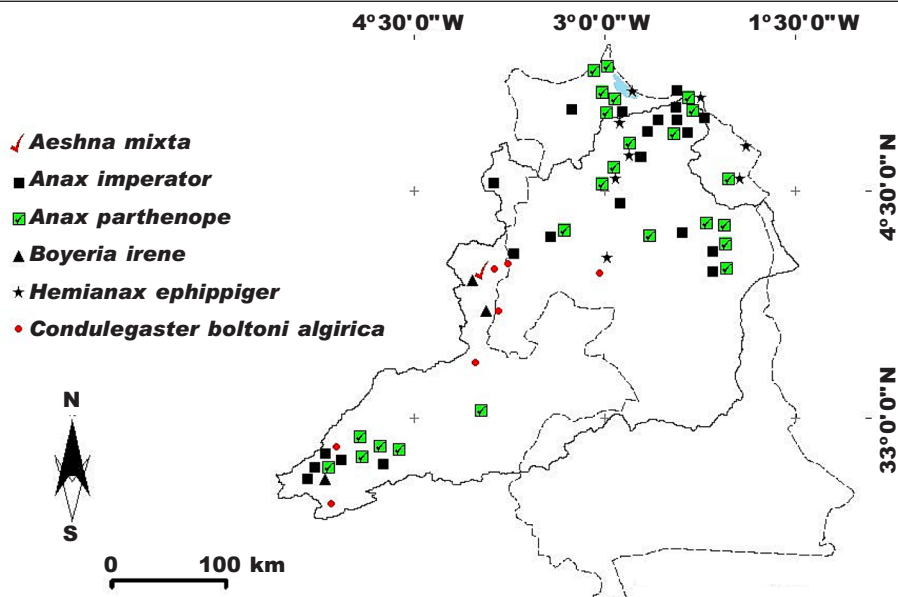 4°30'0"W 3°0'0"W 1°30'0"W
Aeshna mixta
Anax imperator
Anax parthenope
Boyeria irene
Hemianax ephippiger
Condulegaster boltoni algirica
4°30'0"N
33°0'0"N
N
S
0 100 km